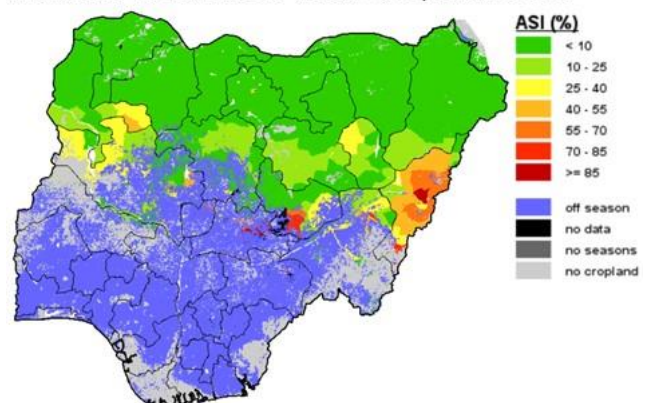 ASI (%)
< 10
10 - 25
25 - 40
40 - 55
55 - 70
70 - 85
>= 85
off season
no data
no seasons
no cropland